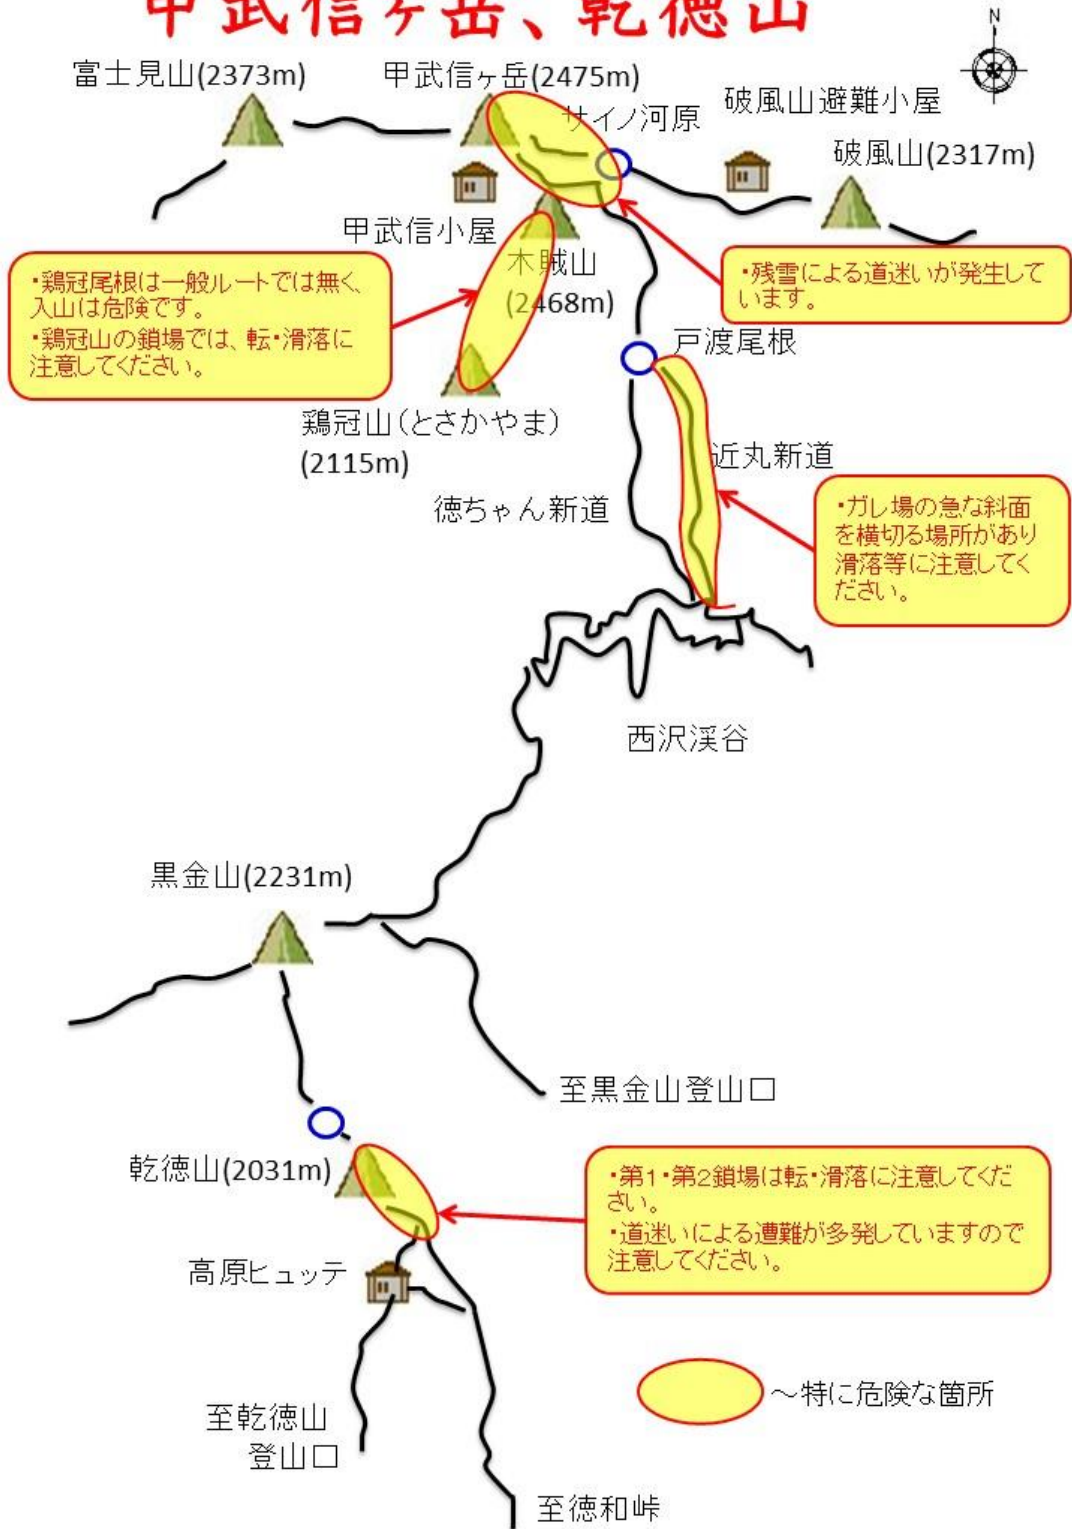 甲武信ケ岳、乾徳山
N
富士見山(2373m)
甲武信ヶ岳(2475m)
サイノ河原
破風山避難小屋
破風山(2317m)
甲武信小屋
木賊山
(2468m)
・鶏冠尾根は一般ルートでは無く、
入山は危険です。
・鶏冠山の鎖場では、転・滑落に
注意してください。
・残雪による道迷いが発生して
います。
戸渡尾根
鶏冠山(とさかやま)
(2115m)
近丸新道
徳ちゃん新道
・ガレ場の急な斜面
を横切る場所があり
滑落等に注意してく
ださい。
西沢渓谷
黒金山(2231m)
至黒金山登山口
乾徳山(2031m)
・第1・第2鎖場は転・滑落に注意してくだ
さい。
・道迷いによる遭難が多発していますので
注意してください。
高原ヒュッテ
～特に危険な箇所
至乾徳山
登山口
至徳和峠